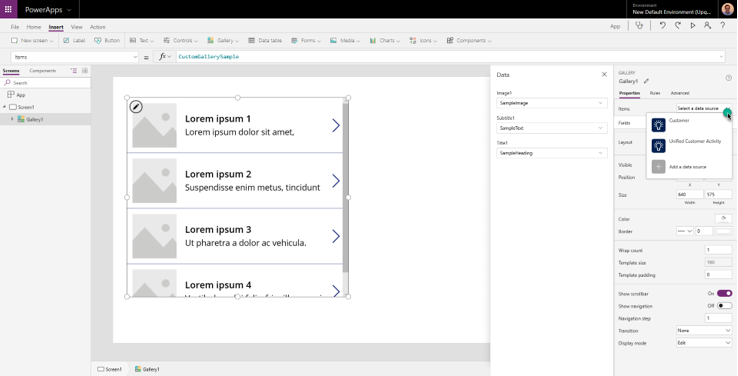 PowerApps
Environment
New Default Environment (Upg...
File Home Insert View Action
App
New screen Label Button Text Controls Gallery Data table Forms Media Charts Icons Components
Items = fx CustomGallerySample
Screens Components
Search
App
Screen1
Gallery1
Lorem ipsum 1
Lorem ipsum dolor sit amet,
Lorem ipsum 2
Suspendisse enim metus, tincidunt
Lorem ipsum 3
Ut pharetra a dolor ac vehicula.
Lorem ipsum 4
Data
Image1
SampleImage
Subtitle1
SampleText
Title1
SampleHeading
GALLERY
Gallery1
Properties Rules Advanced
Items Select a data source
Fields
Layout
Customer
Unified Customer Activity
Add a data source
Visible
Position
X Y
Size 640 575
Width Height
Color
Border 0
Wrap count 1
Template size 160
Template padding 0
Show scrollbar On
Show navigation Off
Navigation step 1
Transition None
Display mode Edit
Screen1 Gallery1